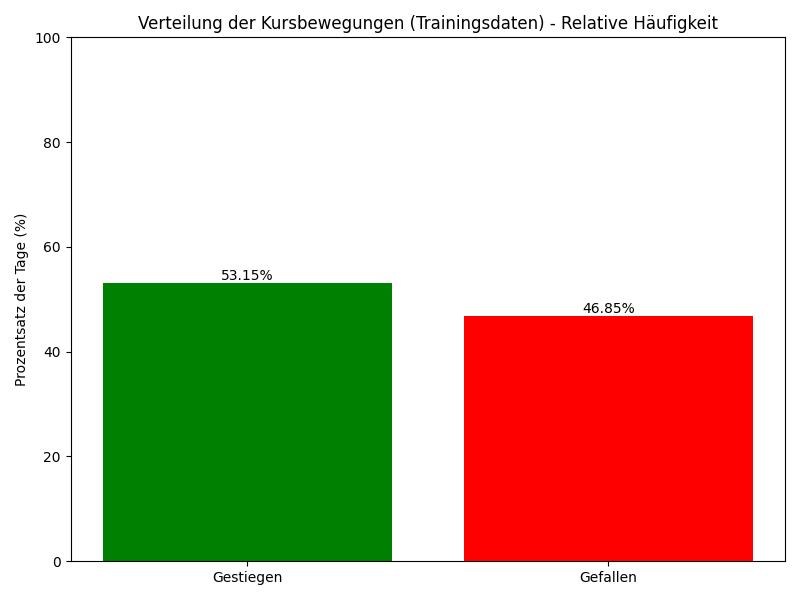 Verteilung der Kursbewegungen (Trainingsdaten) - Relative Häufigkeit
Prozentsatz der Tage (%)
100
80
60
40
20
0
53.15%
46.85%
Gestiegen
Gefallen